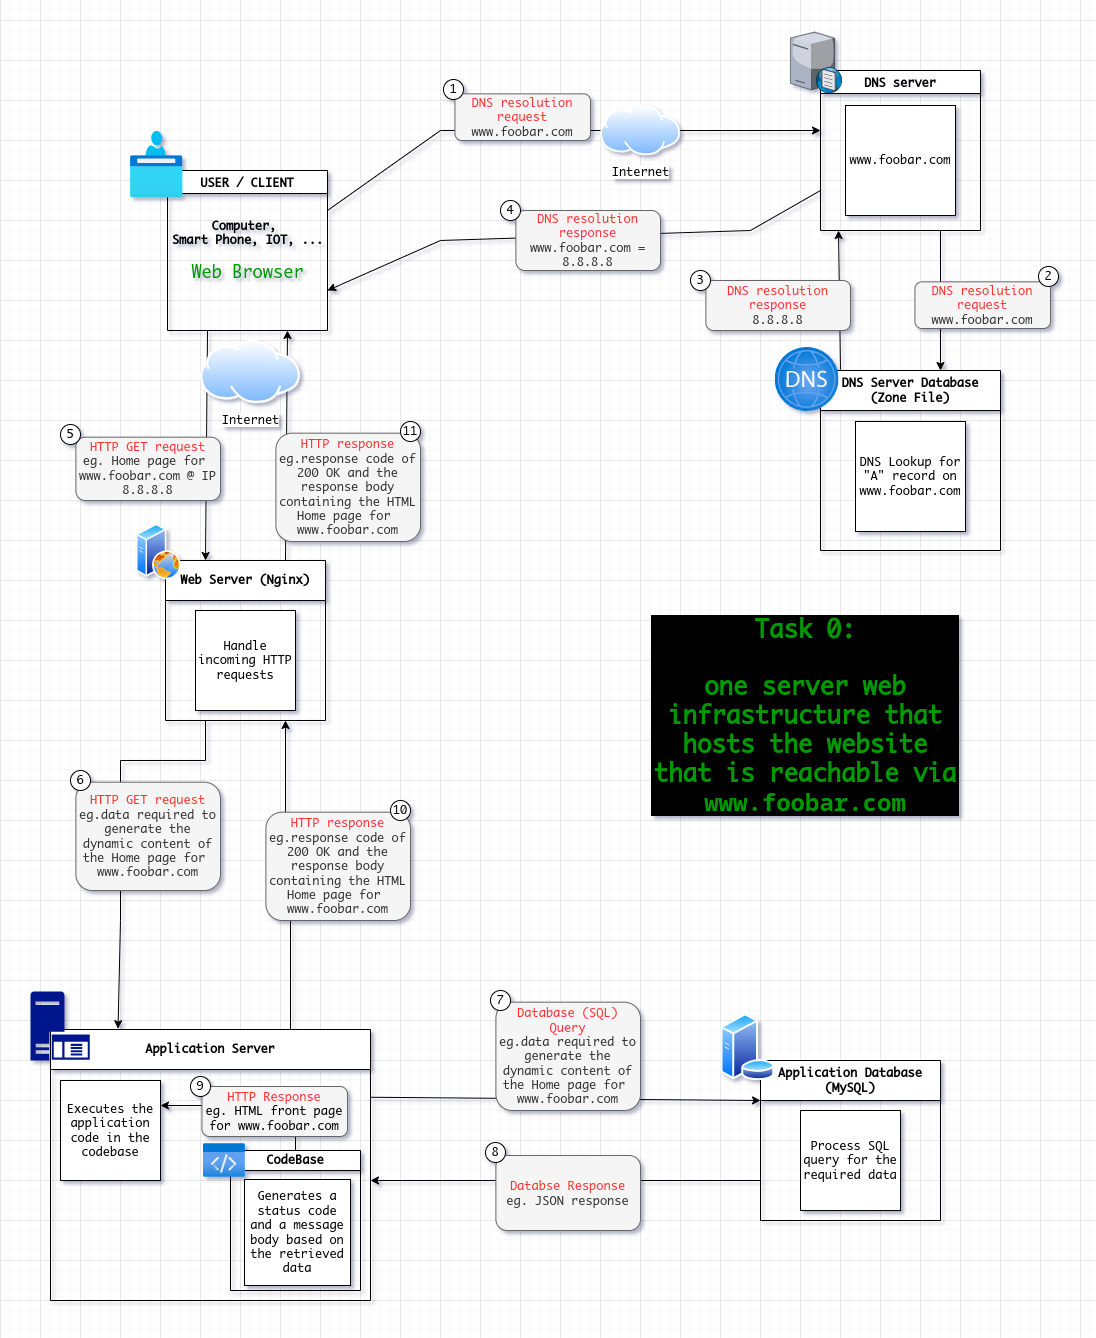 1
DNS resolution
request
www.foobar.com
Internet
DNS server
www.foobar.com
USER / CLIENT
Computer,
Smart Phone, IOT, ...
Web Browser
4
DNS resolution
response
www.foobar.com =
8.8.8.8
3
DNS resolution
response
8.8.8.8
2
DNS resolution
request
www.foobar.com
DNS
DNS Server Database
(Zone File)
DNS Lookup for
"A" record on
www.foobar.com
Internet
5
HTTP GET request
eg. Home page for
www.foobar.com @ IP
8.8.8.8
11
HTTP response
eg.response code of
200 OK and the
response body
containing the HTML
Home page for
www.foobar.com
Web Server (Nginx)
Handle
incoming HTTP
requests
Task 0:
one server web
infrastructure that
hosts the website
that is reachable via
www.foobar.com
6
HTTP GET request
eg.data required to
generate the
dynamic content of
the Home page for
www.foobar.com
10
HTTP response
eg.response code of
200 OK and the
response body
containing the HTML
Home page for
www.foobar.com
Application Server
Executes the
application
code in the
codebase
9
HTTP Response
eg. HTML front page
for www.foobar.com
</>
CodeBase
Generates a
status code
and a message
body based on
the retrieved
data
7
Database (SQL)
Query
eg.data required to
generate the
dynamic content of
the Home page for
www.foobar.com
8
Databse Response
eg. JSON response
Application Database
(MySQL)
Process SQL
query for the
required data